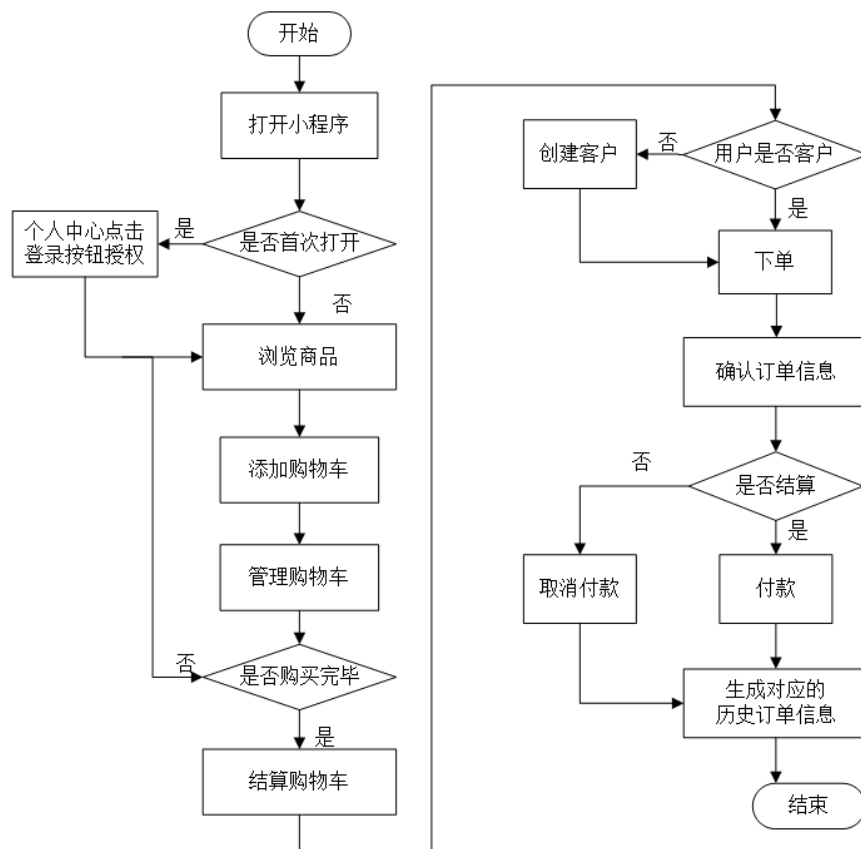 开始
打开小程序
是否首次打开
是
个人中心点击
登录按钮授权
否
浏览商品
添加购物车
管理购物车
是否购买完毕
否
是
结算购物车
用户是否客户
否
创建客户
是
下单
确认订单信息
是否结算
否
是
取消付款
付款
生成对应的
历史订单信息
结束